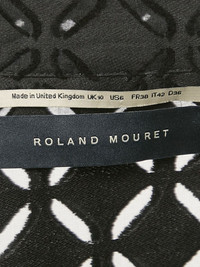 Made in United Kingdom UK10 US6 FR38 IT42 D36
ROLAND MOURET